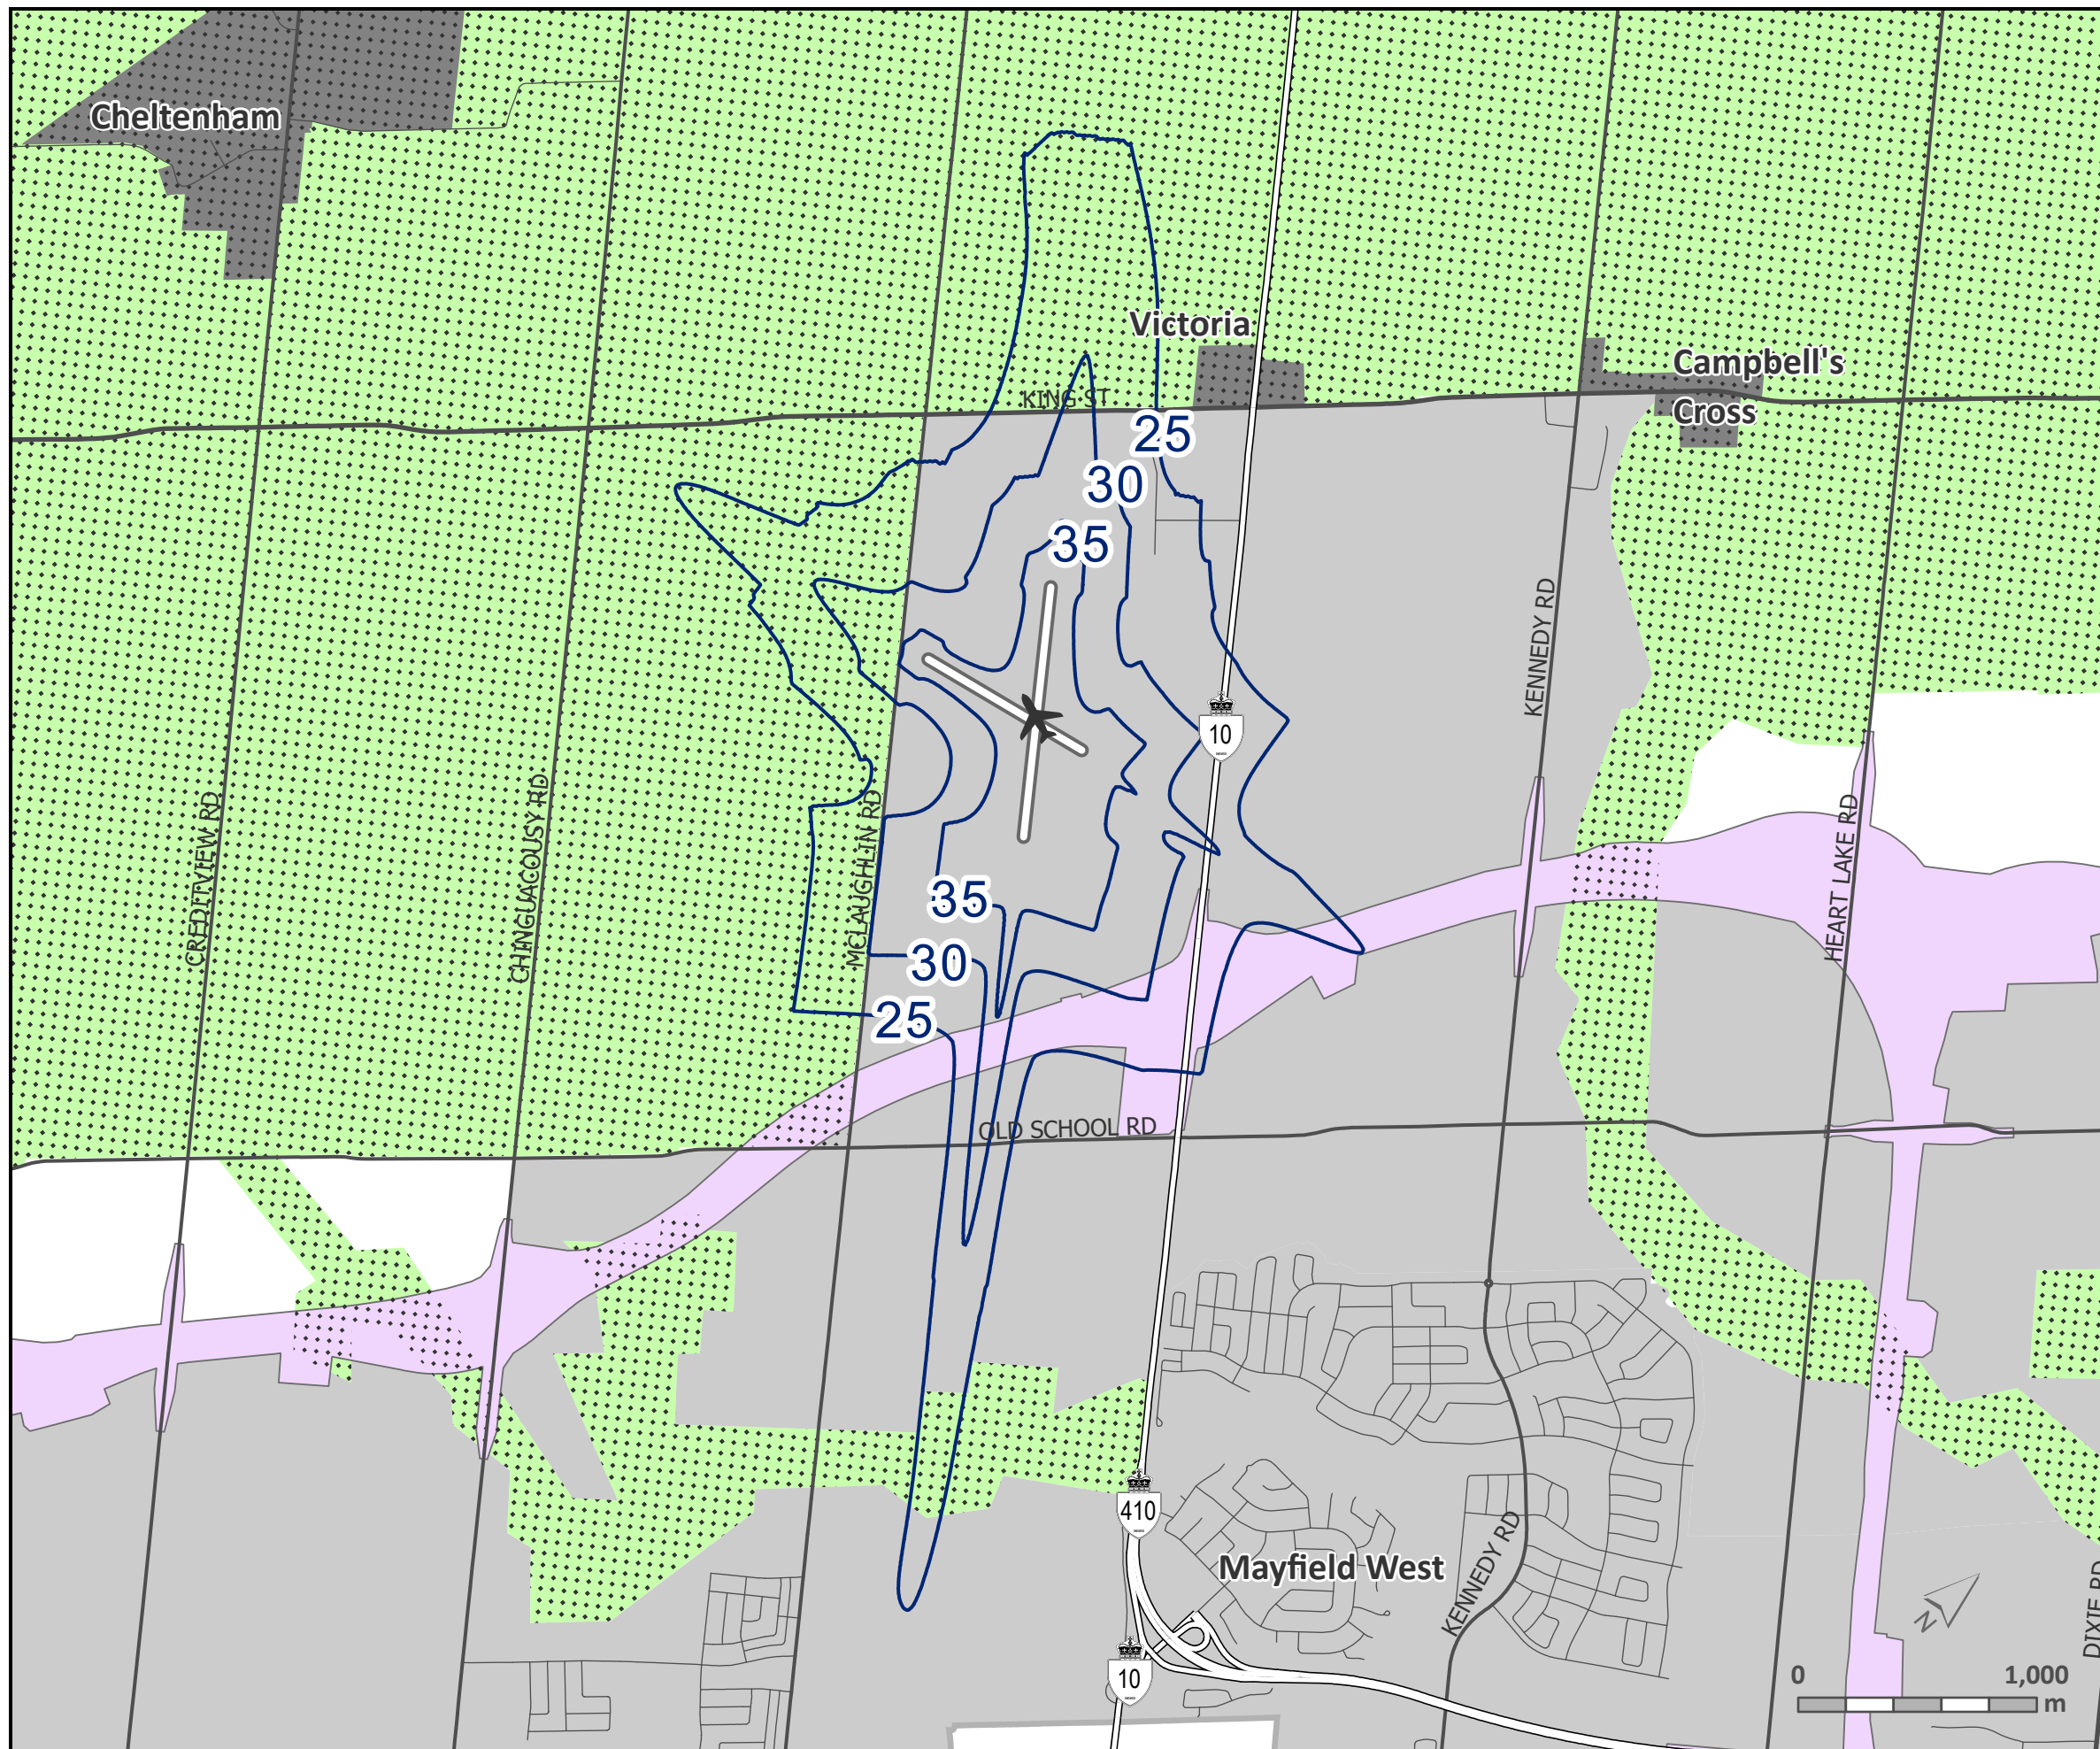 Cheltenham
Victoria
Campbell's
Cross
KING ST
25
30
35
KENNEDY RD
10
CREDITVIEW RD
CHINGUACOUSY RD
MCLAUGHLIN RD
HEART LAKE RD
35
30
25
OLD SCHOOL RD
410
Mayfield West
KENNEDY RD
N
DIXIE RD
10
0 1,000
m